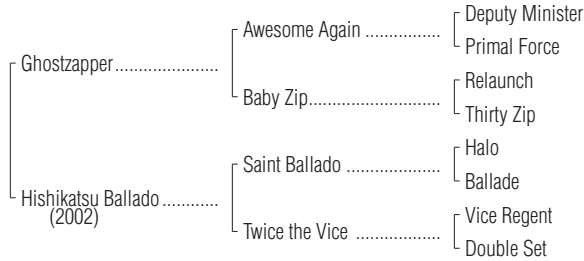 Deputy Minister
Awesome Again ..................
Primal Force
Ghostzapper........................
Relaunch
Baby Zip...............................
Thirty Zip
Halo
Saint Ballado ......................
Ballade
Hishikatsu Ballado .............
(2002)
Vice Regent
Twice the Vice ....................
Double Set